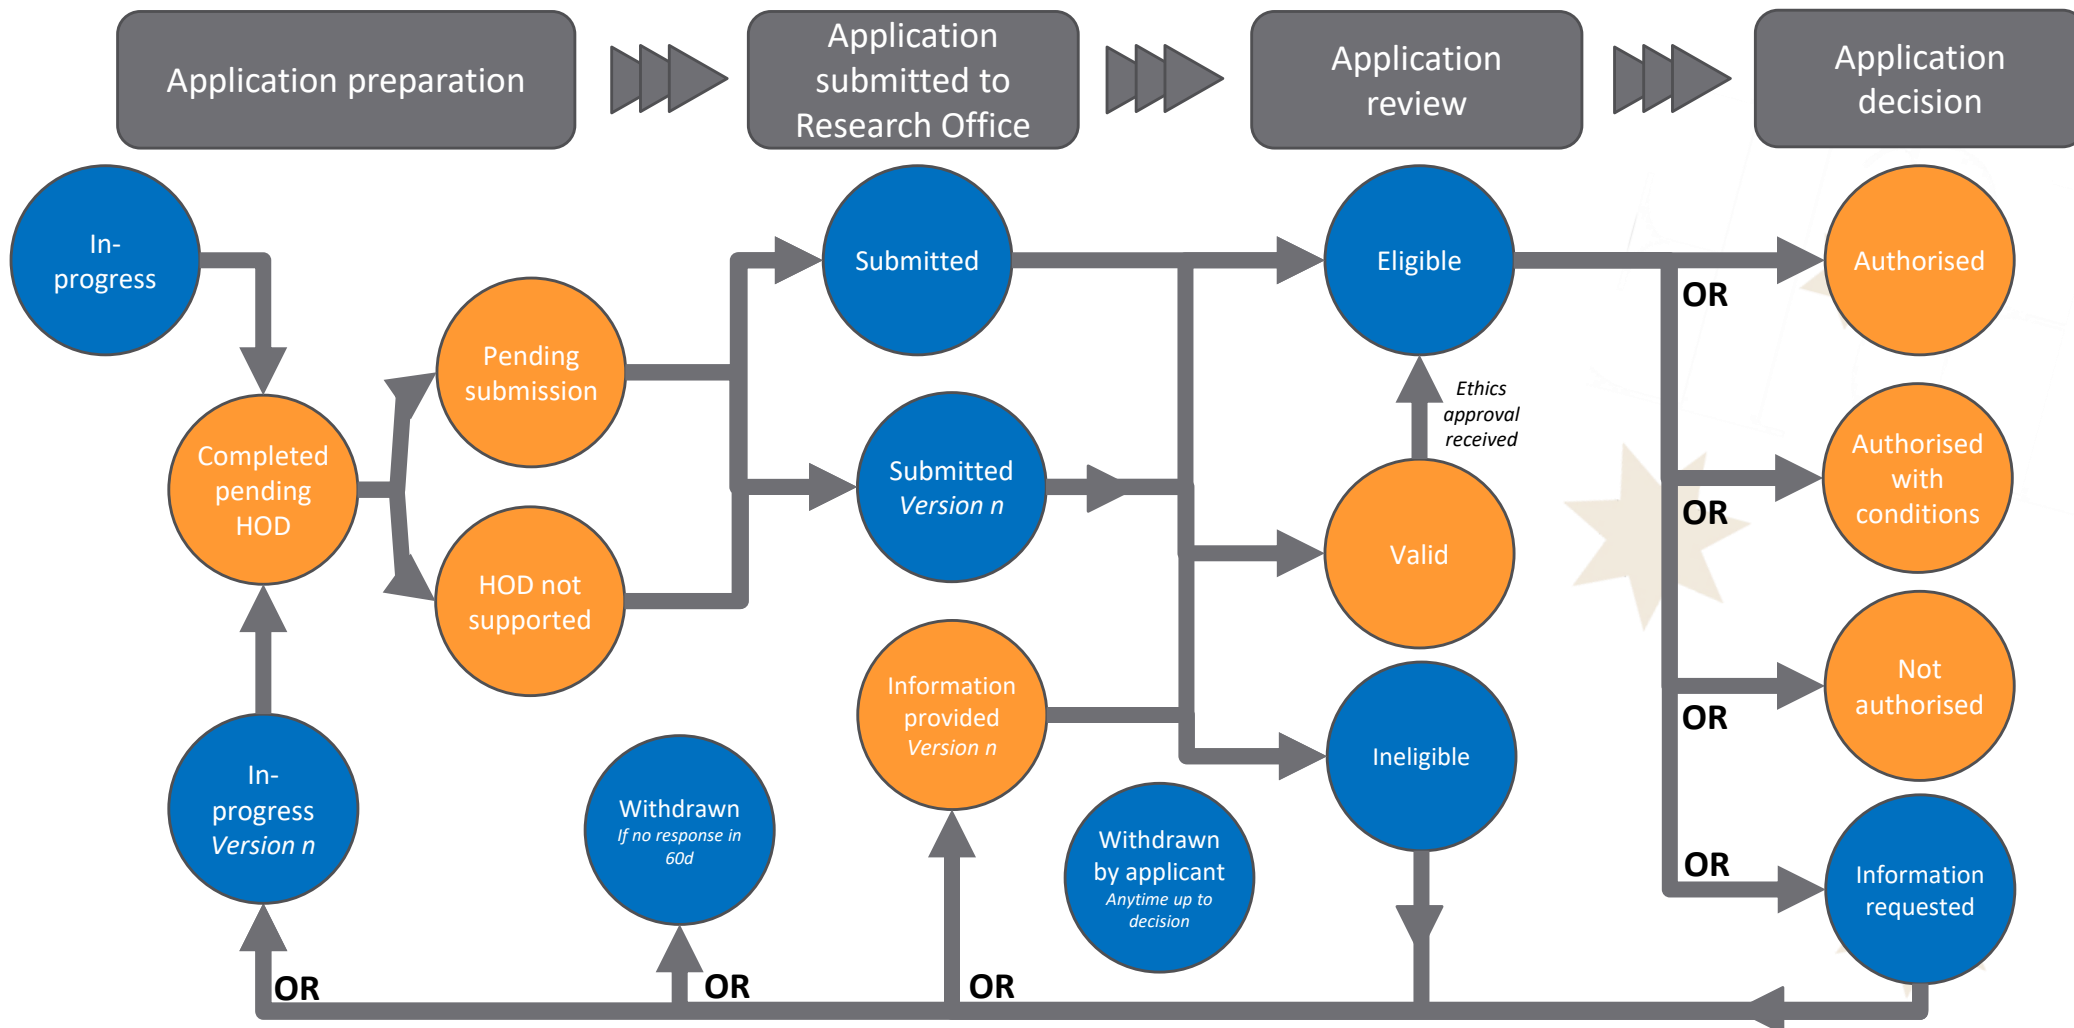 Application preparation
Application
submitted to
Research Office
Application
review
Application
decision
In-
progress
Submitted
Eligible
Authorised
OR
Pending
submission
Ethics
approval
received
Completed
pending
HOD
Submitted
Version n
Authorised
with
conditions
OR
Valid
HOD not
supported
Information
provided
Version n
Not
authorised
OR
In-
progress
Version n
Withdrawn
If no response in
60d
Withdrawn
by applicant
Anytime up to
decision
Ineligible
OR
Information
requested
OR
OR
OR